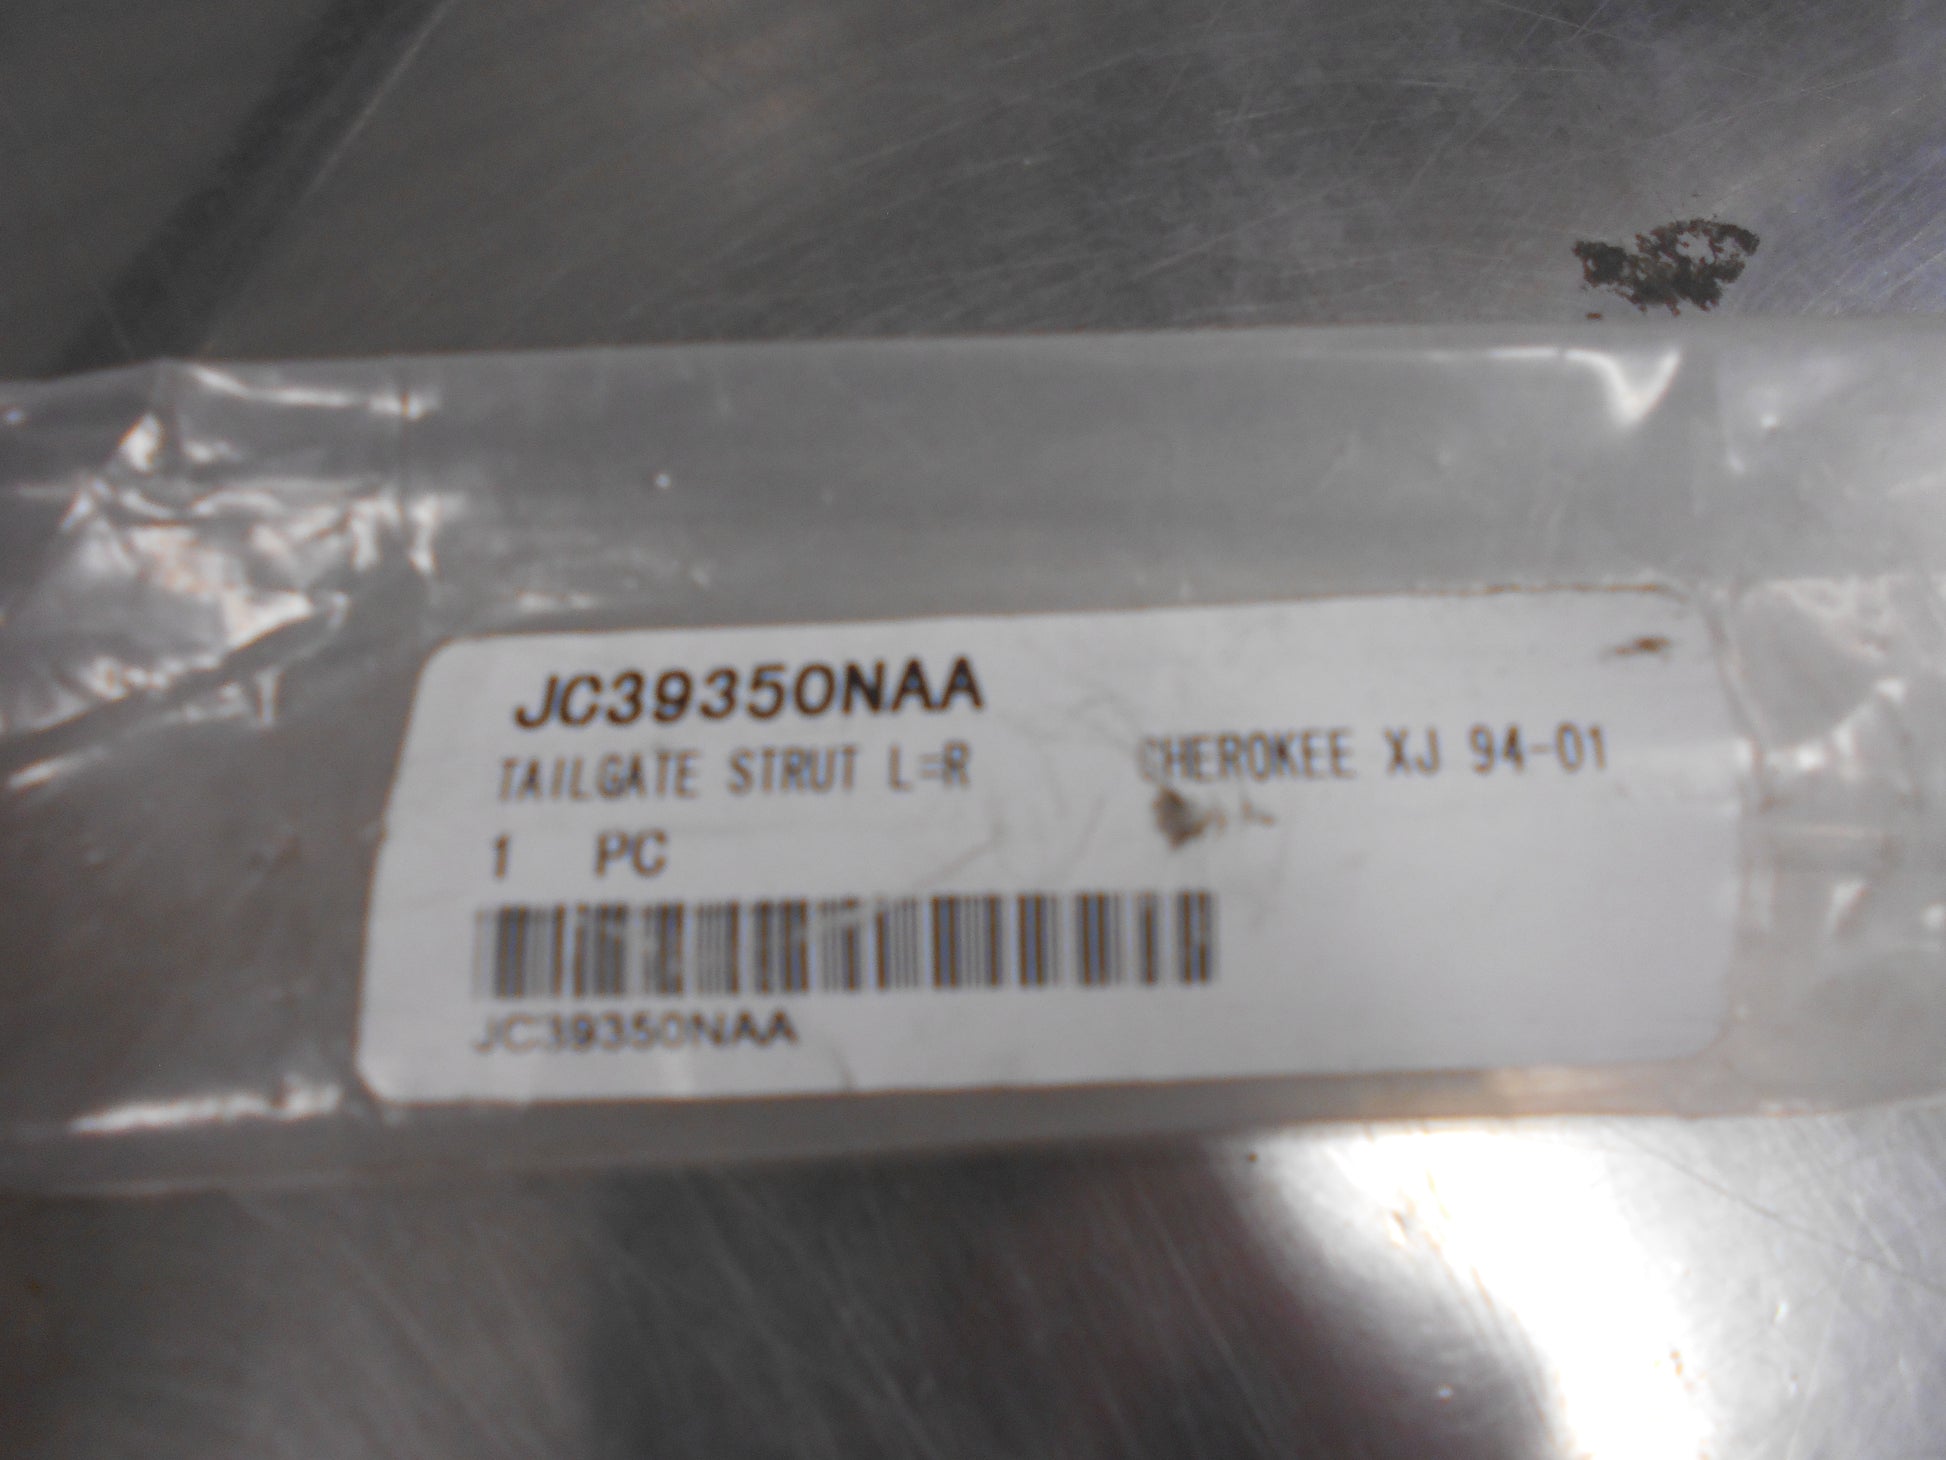 JC39350NAA
TAILGATE STRUT L=R CHEROKEE XJ 94-01
1 PC
JC39350NAA